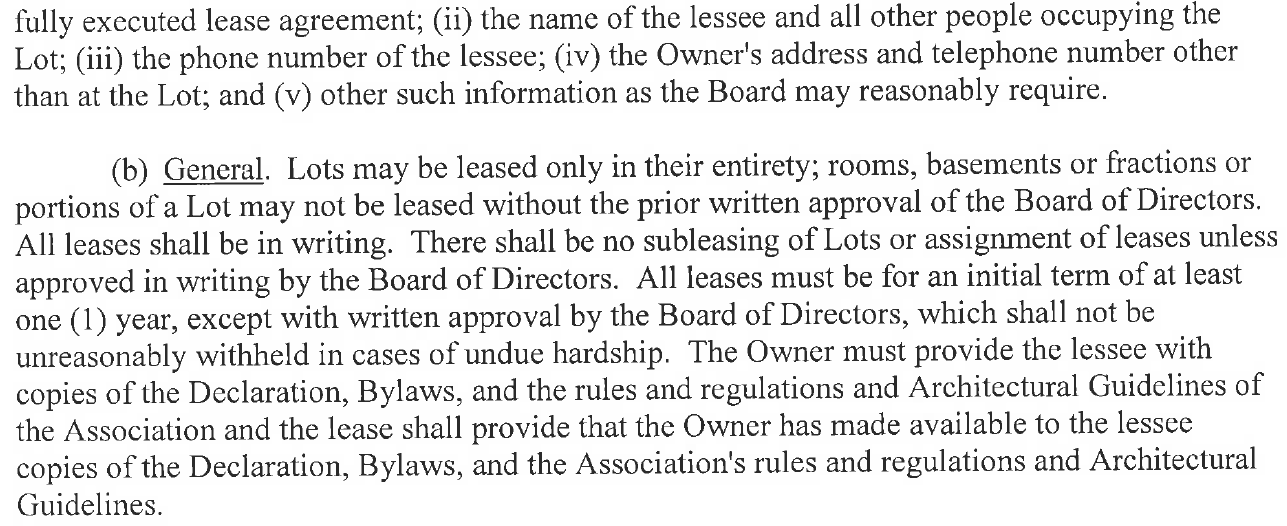 fully executed lease agreement; (ii) the name of the lessee and all other people occupying the
Lot; (iii) the phone number of the lessee; (iv) the Owner's address and telephone number other
than at the Lot; and (v) other such information as the Board may reasonably require.
(b) General. Lots may be leased only in their entirety; rooms, basements or fractions or
portions of a Lot may not be leased without the prior written approval of the Board of Directors.
All leases shall be in writing. There shall be no subleasing of Lots or assignment of leases unless
approved in writing by the Board of Directors. All leases must be for an initial term of at least
one (1) year, except with written approval by the Board of Directors, which shall not be
unreasonably withheld in cases of undue hardship. The Owner must provide the lessee with
copies of the Declaration, Bylaws, and the rules and regulations and Architectural Guidelines of
the Association and the lease shall provide that the Owner has made available to the lessee
copies of the Declaration, Bylaws, and the Association's rules and regulations and Architectural
Guidelines.